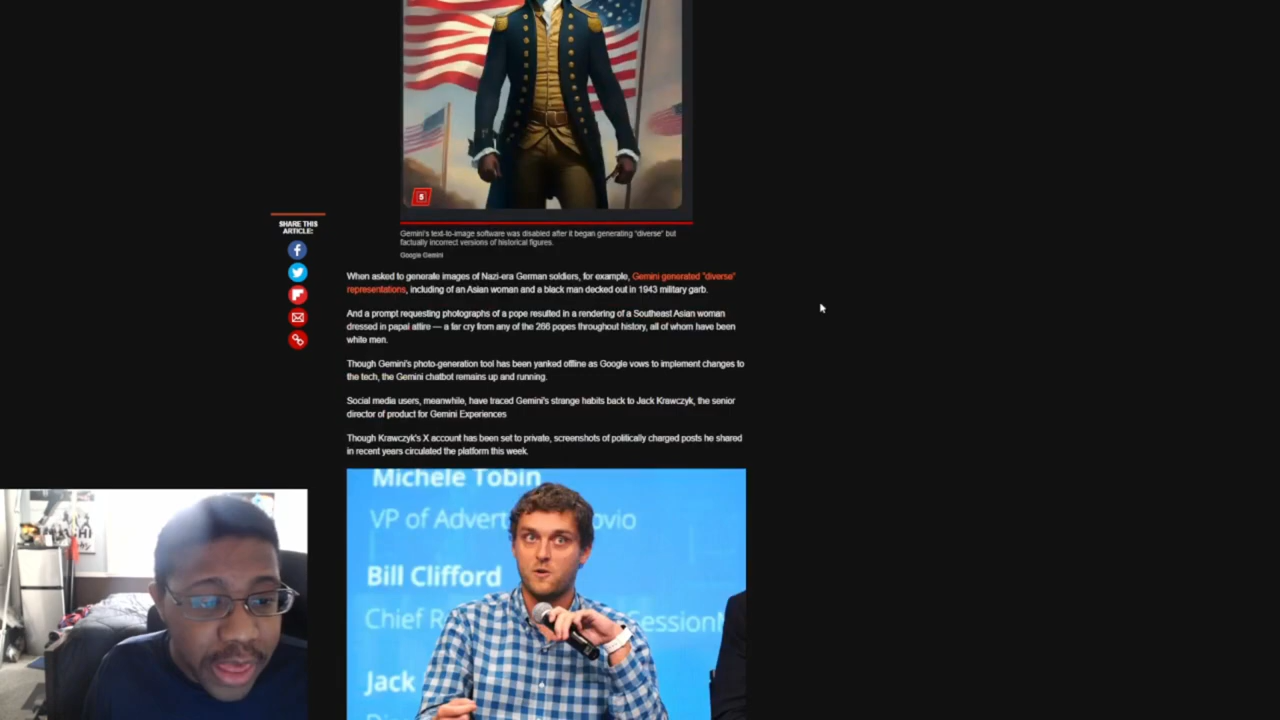 5
SHARE THIS
ARTICLE:
Gemini's text-to-image software was disabled after it began generating "diverse" but
factually incorrect versions of historical figures.
Google Gemini
When asked to generate images of Nazi-era German soldiers, for example, Gemini generated "diverse"
representations, including of an Asian woman and a black man decked out in 1943 military garb.
And a prompt requesting photographs of a pope resulted in a rendering of a Southeast Asian woman
dressed in papal attire — a far cry from any of the 266 popes throughout history, all of whom have been
white men.
Though Gemini's photo-generation tool has been yanked offline as Google vows to implement changes to
the tech, the Gemini chatbot remains up and running.
Social media users, meanwhile, have traced Gemini's strange habits back to Jack Krawczyk, the senior
director of product for Gemini Experiences
Though Krawczyk's X account has been set to private, screenshots of politically charged posts he shared
in recent years circulated the platform this week.
Michele Tobin
VP of Advert ovio
Bill Clifford
Chief R essionM
Jack